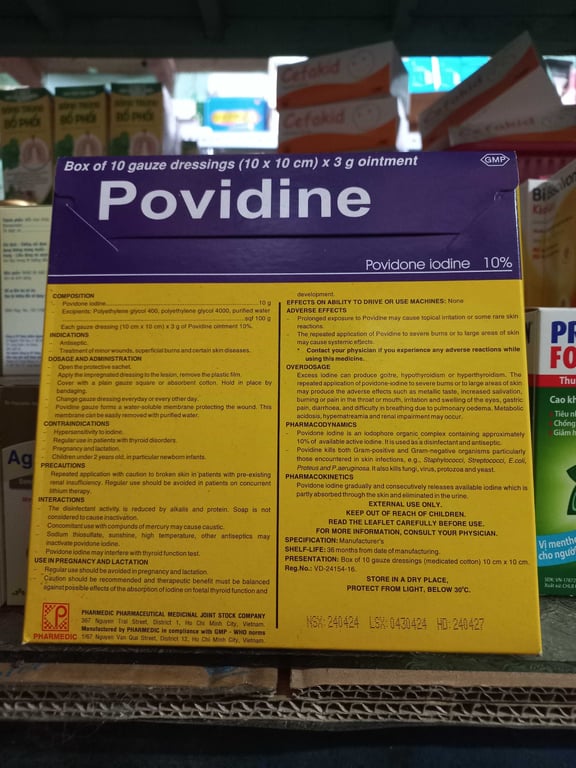 Cefakid
Cefakid
Cefakid
BỔ PHỔI
BỔ PHỔI
BỔ PHỔI
Box of 10 gauze dressings (10 x 10 cm) x 3 g ointment
GMP
Povidine
Povidone iodine 10%
COMPOSITION
- Povidone iodine...10 g
- Excipients: Polyethylene glycol 400, polyethylene glycol 4000, purified water
...sqf 100 g
Each gauze dressing (10 cm x 10 cm) x 3 g of Povidine ointment 10%.
INDICATIONS
- Antiseptic.
- Treatment of minor wounds, superficial burns and certain skin diseases.
DOSAGE AND ADMINISTRATION
- Open the protective sachet.
- Apply the impregnated dressing to the lesion, remove the plastic film.
- Cover with a plain gauze square or absorbent cotton. Hold in place by
bandaging.
- Change gauze dressing everyday or every other day.
- Povidine gauze forms a water-soluble membrane protecting the wound. This
membrane can be easily removed with purified water.
CONTRAINDICATIONS
- Hypersensitivity to iodine.
- Regular use in patients with thyroid disorders.
- Pregnancy and lactation.
- Children under 2 years old, in particular newborn infants.
PRECAUTIONS
Repeated application with caution to broken skin in patients with pre-existing
renal insufficiency. Regular use should be avoided in patients on concurrent
lithium therapy.
INTERACTIONS
- The disinfectant activity is reduced by alkalis and protein. Soap is not
considered to cause inactivation.
- Concomitant use with compunds of mercury may cause caustic.
- Sodium thiosulfate, sunshine, high temperature, other antiseptics may
inactivate povidone iodine.
- Povidone iodine may interfere with thyroid function test.
USE IN PREGNANCY AND LACTATION
- Regular use should be avoided in pregnancy and lactation.
- Caution should be recommended and therapeutic benefit must be balanced
against possible effects of the absorption of iodine on foetal thyroid function and
development.
EFFECTS ON ABILITY TO DRIVE OR USE MACHINES: None
ADVERSE EFFECTS
- Prolonged exposure to Povidine may cause topical irritation or some rare skin
reactions.
- The repeated application of Povidine to severe burns or to large areas of skin
may cause systemic effects.
* Contact your physician if you experience any adverse reactions while
using this medicine.
OVERDOSAGE
Excess iodine can produce goitre, hypothyroidism or hyperthyroidism. The
repeated application of povidone-iodine to severe burns or to large areas of skin
may produce the adverse effects such as metallic taste, increased salivation,
burning or pain in the throat or mouth, irritation and swelling of the eyes, gastric
pain, diarrhoea, and difficulty in breathing due to pulmonary oedema. Metabolic
acidosis, hypernatraemia and renal impairment may occur.
PHARMACODYNAMICS
- Povidone iodine is an iodophore organic complex containing approximately
10% of available active iodine. It is used as a disinfectant and antiseptic.
- Povidine kills both Gram-positive and Gram-negative organisms particularly
those encountered in skin infections, e.g., Staphylococci, Streptococci, E.coli,
Proteus and P.aeruginosa. It also kills fungi, virus, protozoa and yeast.
PHARMACOKINETICS
Povidone iodine gradually and consecutively releases available iodine which is
partly absorbed through the skin and eliminated in the urine.
EXTERNAL USE ONLY.
KEEP OUT OF REACH OF CHILDREN.
READ THE LEAFLET CAREFULLY BEFORE USE.
FOR MORE INFORMATION, CONSULT YOUR PHYSICIAN.
SPECIFICATION: Manufacturer's
SHELF-LIFE: 36 months from date of manufacturing.
PRESENTATION: Box of 10 gauze dressings (medicated cotton) 10 cm x 10 cm.
Reg.No.: VD-24154-16.
STORE IN A DRY PLACE,
PROTECT FROM LIGHT, BELOW 30°C.
PHARMEDIC
PHARMEDIC PHARMACEUTICAL MEDICINAL JOINT STOCK COMPANY
367 Nguyen Trai Street, District 1, Ho Chi Minh City, Vietnam.
Manufactured by PHARMEDIC in compliance with GMP - WHO norms
1/67 Nguyen Van Qua Street, District 12, Ho Chi Minh City, Vietnam.
NSX: 240424 LSX: 0430424 HD: 240427
Ag
PR
FO
Thu
Cao kh
Tiêu
Chống
Giảm
Vị menthol
cho người